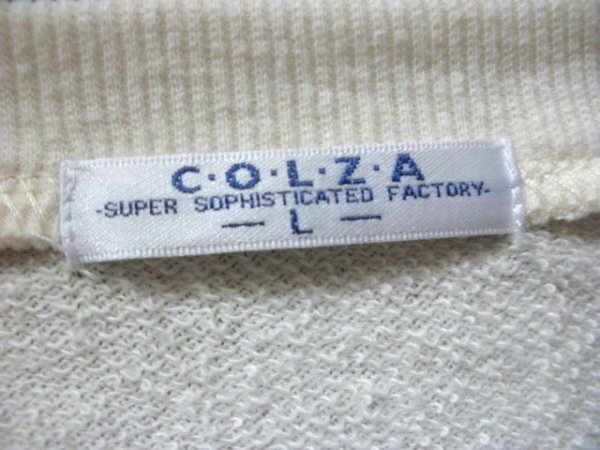 C·O·L·Z·A
-SUPER SOPHISTICATED FACTORY-
— L —